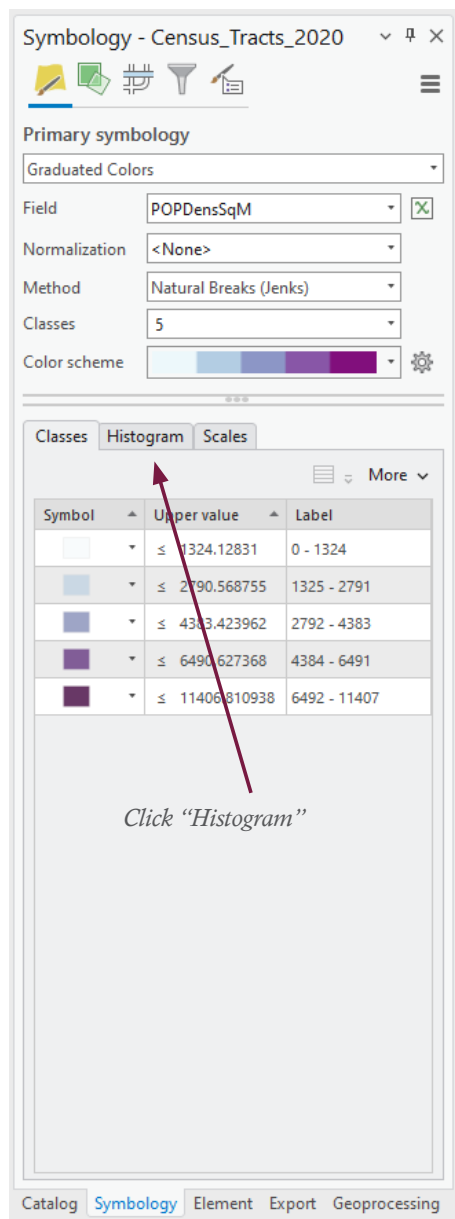 Symbology - Census_Tracts_2020
Primary symbology
Graduated Colors
Field POPDensSqM
Normalization <None>
Method Natural Breaks (Jenks)
Classes 5
Color scheme
Classes Histogram Scales
More
Symbol Upper value Label
≤ 1324.12831 0 - 1324
≤ 2790.568755 1325 - 2791
≤ 4383.423962 2792 - 4383
≤ 6490.627368 4384 - 6491
≤ 11406.810938 6492 - 11407
Click “Histogram”
Catalog Symbology Element Export Geoprocessing